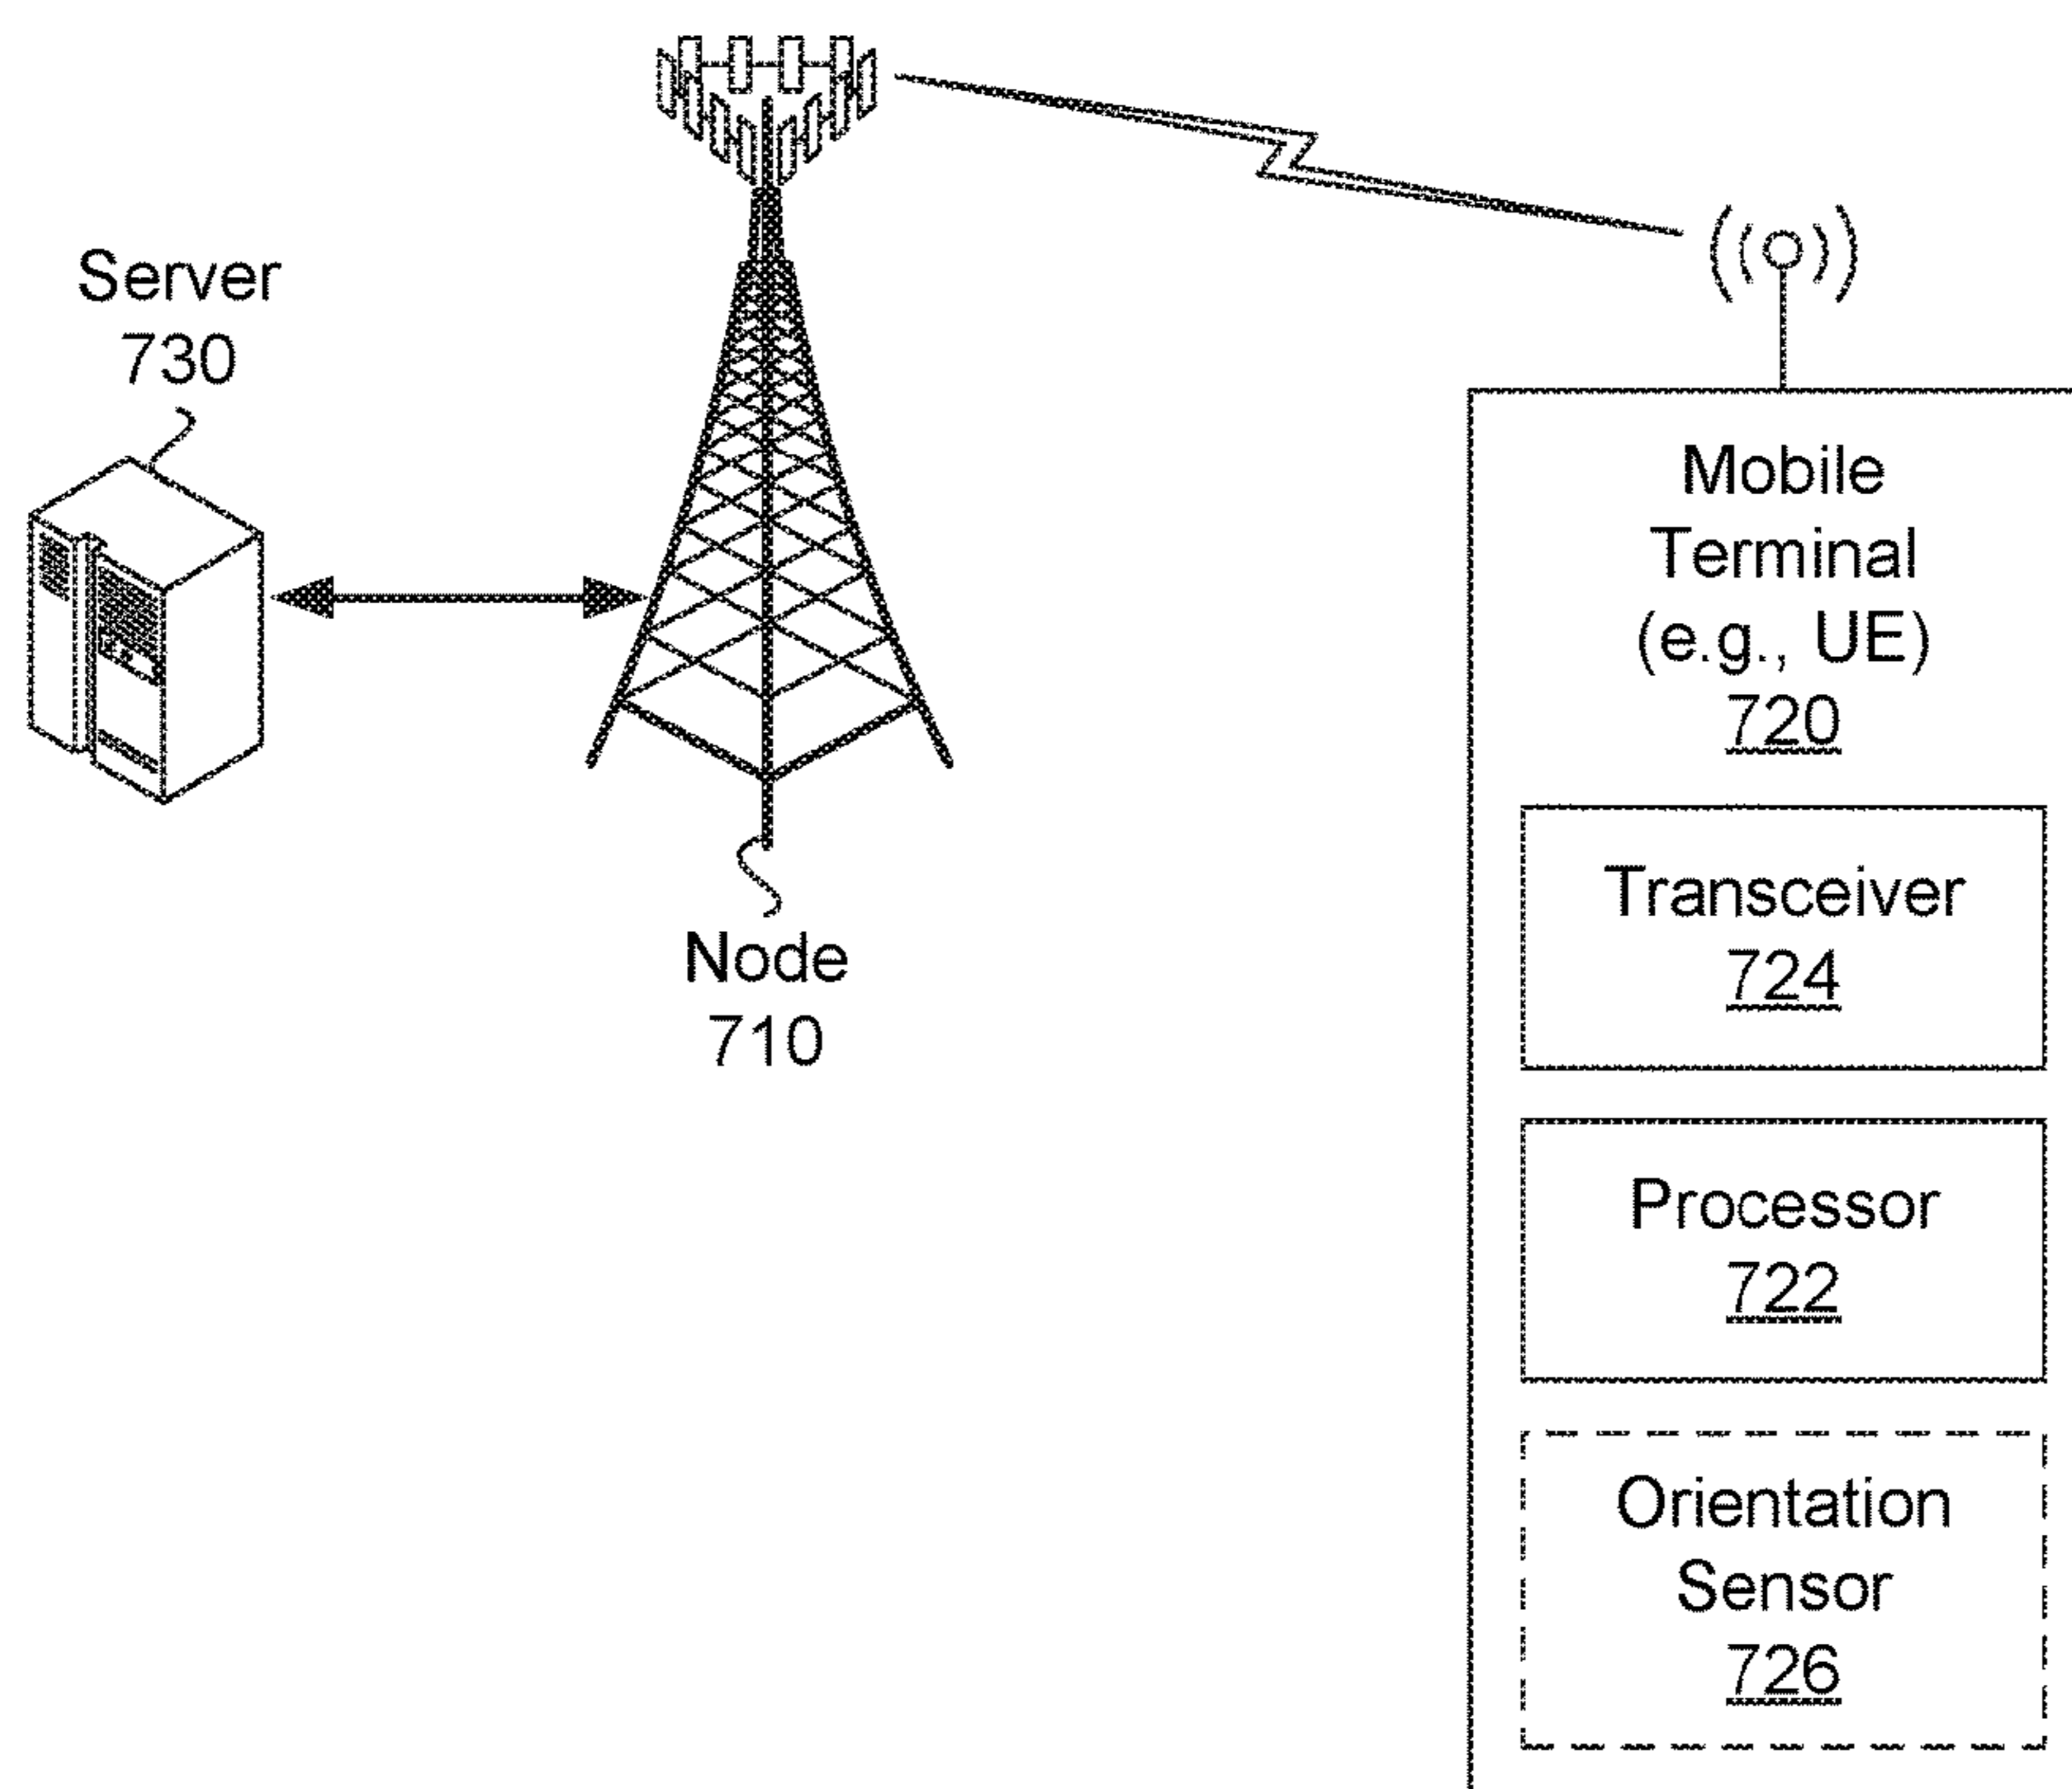 Server
730
Node
710
Mobile
Terminal
(e.g., UE)
720
Transceiver
724
Processor
722
Orientation
Sensor
726